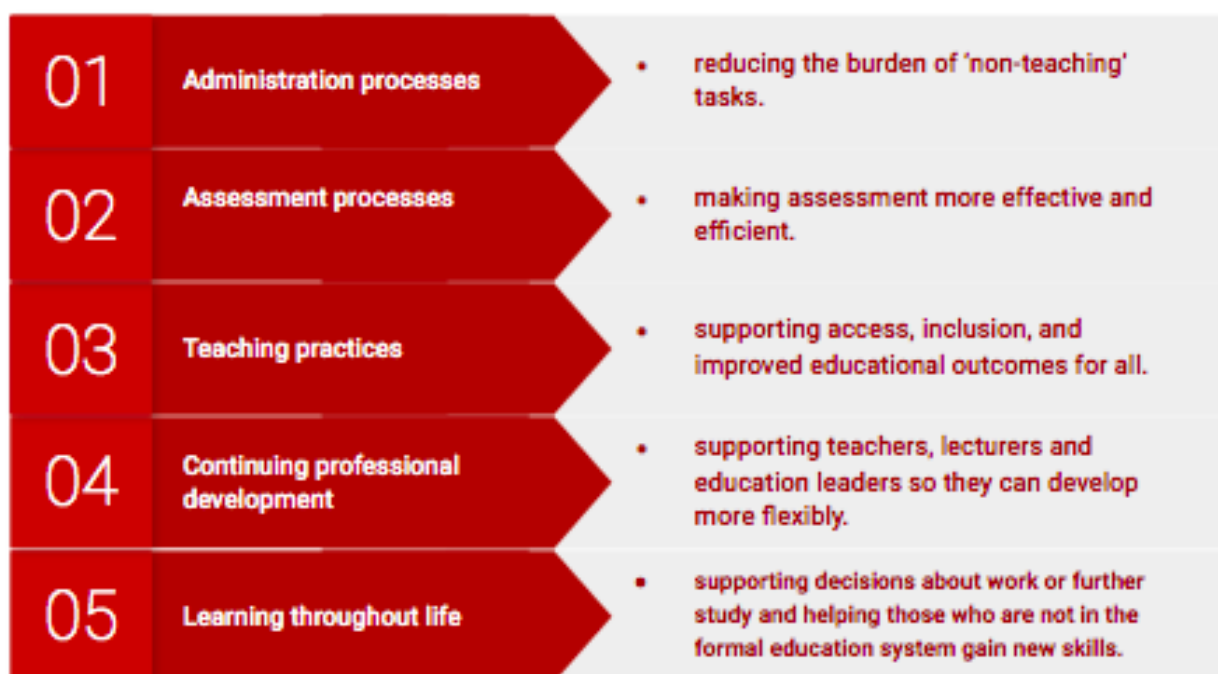 01
Administration processes
• reducing the burden of ‘non-teaching’
tasks.
02
Assessment processes
• making assessment more effective and
efficient.
03
Teaching practices
• supporting access, inclusion, and
improved educational outcomes for all.
04
Continuing professional
development
• supporting teachers, lecturers and
education leaders so they can develop
more flexibly.
05
Learning throughout life
• supporting decisions about work or further
study and helping those who are not in the
formal education system gain new skills.